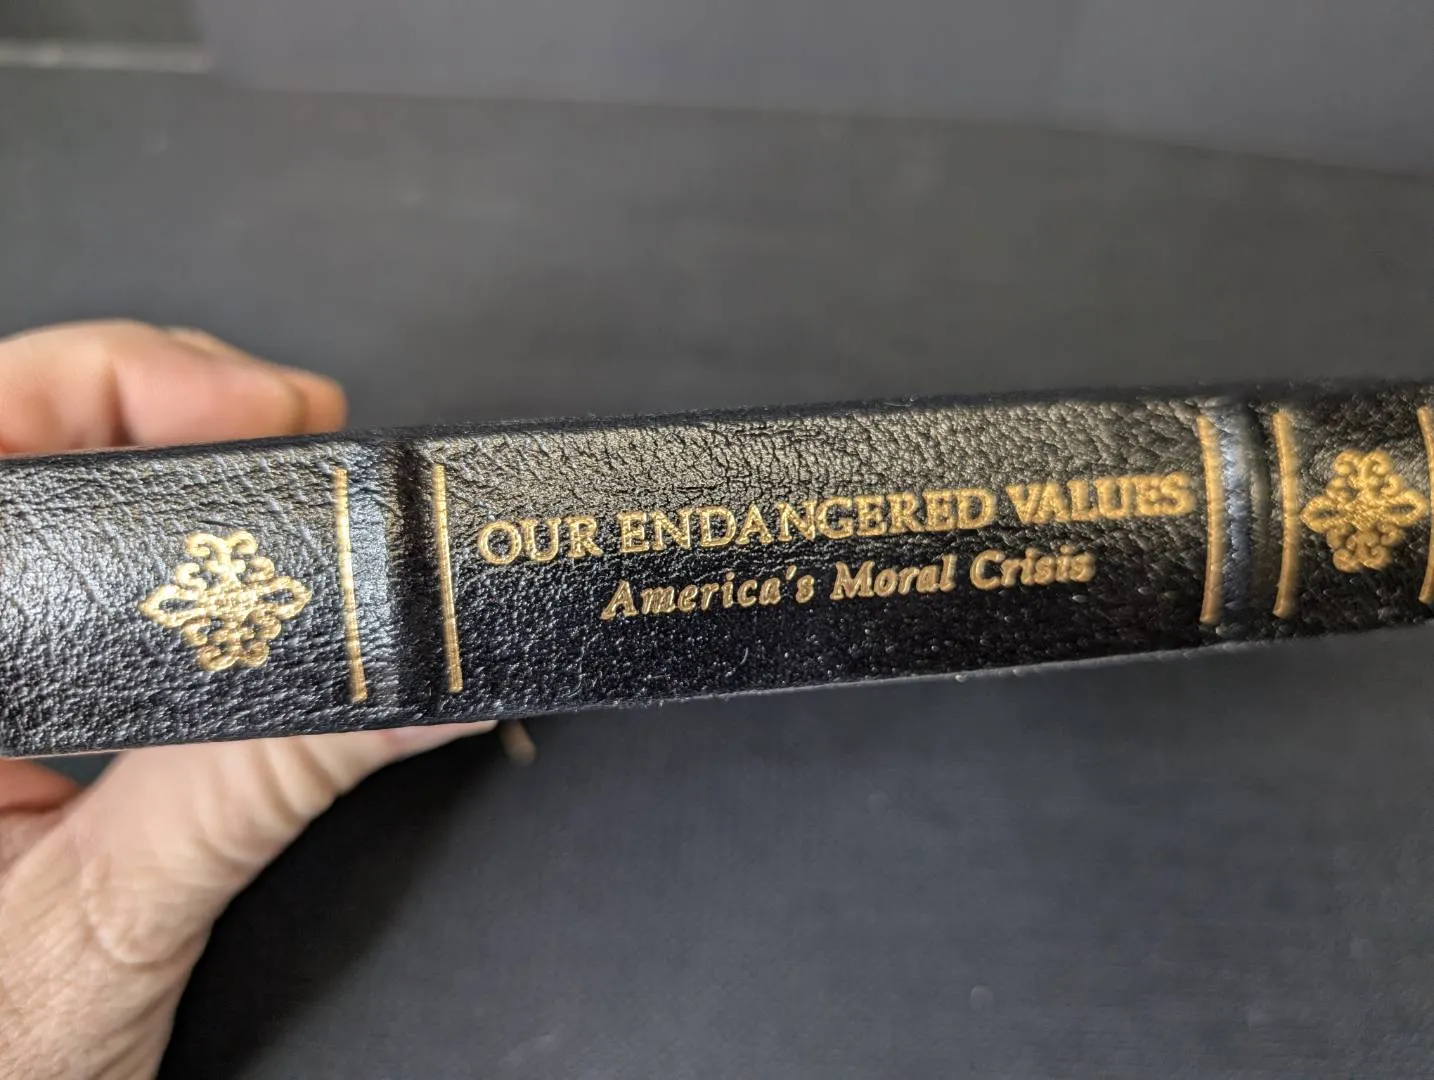 OUR ENDANGERED VALUES
America's Moral Crisis